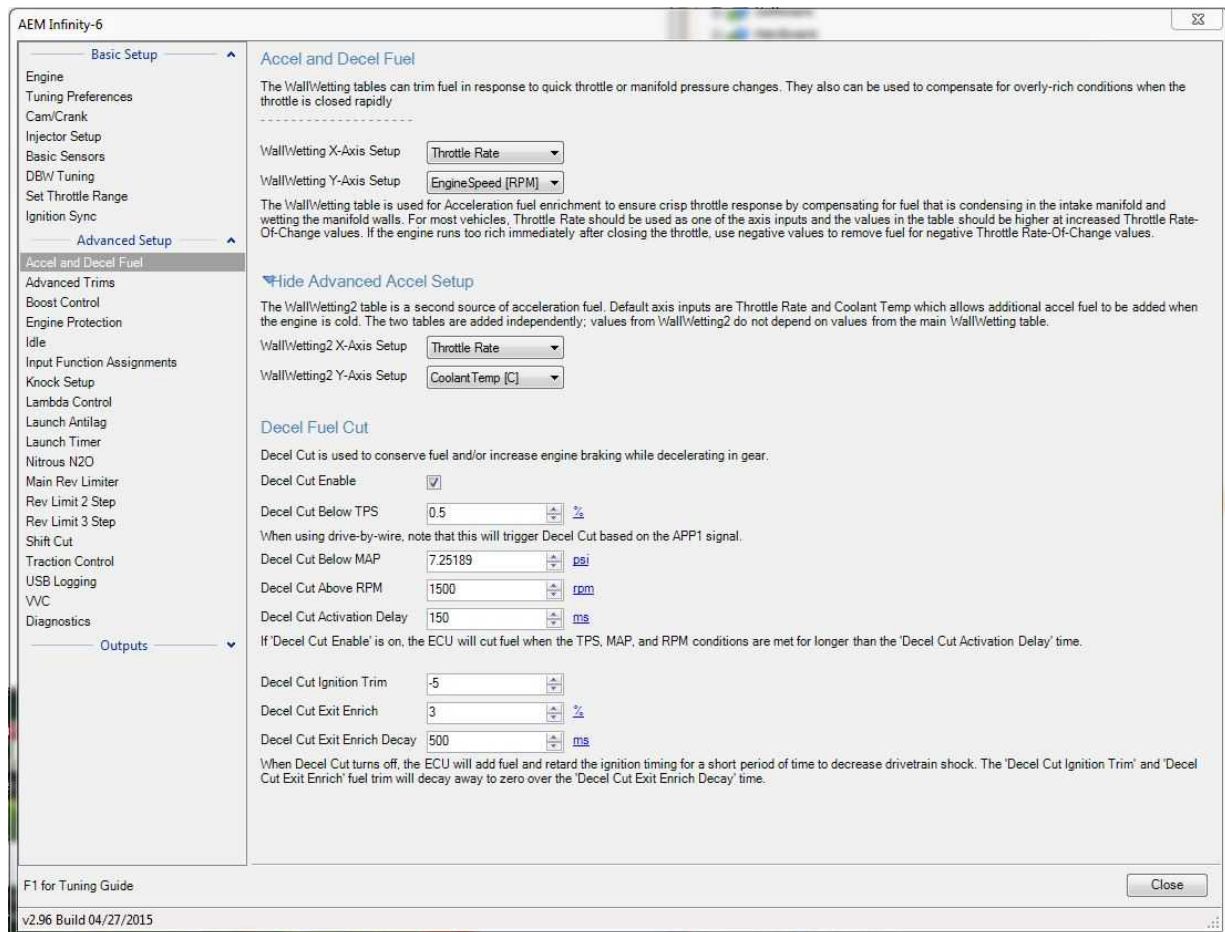 AEM Infinity-6
Basic Setup
Engine
Tuning Preferences
Cam/Crank
Injector Setup
Basic Sensors
DBW Tuning
Set Throttle Range
Ignition Sync
Advanced Setup
Accel and Decel Fuel
Advanced Trims
Boost Control
Engine Protection
Idle
Input Function Assignments
Knock Setup
Lambda Control
Launch Antilag
Launch Timer
Nitrous N2O
Main Rev Limiter
Rev Limit 2 Step
Rev Limit 3 Step
Shift Cut
Traction Control
USB Logging
VVC
Diagnostics
Outputs
Accel and Decel Fuel
The WallWetting tables can trim fuel in response to quick throttle or manifold pressure changes. They also can be used to compensate for overly-rich conditions when the
throttle is closed rapidly
- - - - - - - - - - - - - - - - - - - -
WallWetting X-Axis Setup Throttle Rate
WallWetting Y-Axis Setup EngineSpeed [RPM]
The WallWetting table is used for Acceleration fuel enrichment to ensure crisp throttle response by compensating for fuel that is condensing in the intake manifold and
wetting the manifold walls. For most vehicles, Throttle Rate should be used as one of the axis inputs and the values in the table should be higher at increased Throttle Rate-
Of-Change values. If the engine runs too rich immediately after closing the throttle, use negative values to remove fuel for negative Throttle Rate-Of-Change values.
Hide Advanced Accel Setup
The WallWetting2 table is a second source of acceleration fuel. Default axis inputs are Throttle Rate and Coolant Temp which allows additional accel fuel to be added when
the engine is cold. The two tables are added independently; values from WallWetting2 do not depend on values from the main WallWetting table.
WallWetting2 X-Axis Setup Throttle Rate
WallWetting2 Y-Axis Setup CoolantTemp [C]
Decel Fuel Cut
Decel Cut is used to conserve fuel and/or increase engine braking while decelerating in gear.
Decel Cut Enable
Decel Cut Below TPS 0.5 %
When using drive-by-wire, note that this will trigger Decel Cut based on the APP1 signal.
Decel Cut Below MAP 7.25189 psi
Decel Cut Above RPM 1500 rpm
Decel Cut Activation Delay 150 ms
If 'Decel Cut Enable' is on, the ECU will cut fuel when the TPS, MAP, and RPM conditions are met for longer than the 'Decel Cut Activation Delay' time.
Decel Cut Ignition Trim -5
Decel Cut Exit Enrich 3 %
Decel Cut Exit Enrich Decay 500 ms
When Decel Cut turns off, the ECU will add fuel and retard the ignition timing for a short period of time to decrease drivetrain shock. The 'Decel Cut Ignition Trim' and 'Decel
Cut Exit Enrich' fuel trim will decay away to zero over the 'Decel Cut Exit Enrich Decay' time.
F1 for Tuning Guide
Close
v2.96 Build 04/27/2015